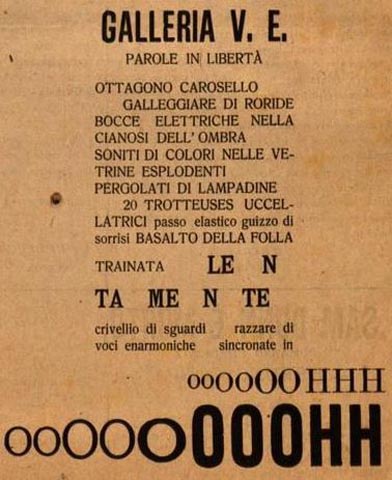 GALLERIA V. E.
PAROLE IN LIBERTÀ
OTTAGONO CAROSELLO
GALLEGGIARE DI RORIDE
BOCCE ELETTRICHE NELLA
CIANOSI DELL'OMBRA
SONITI DI COLORI NELLE VE-
TRINE ESPLODENTI
PERGOLATI DI LAMPADINE
20 TROTTEUSES UCCEL-
LATRICI passo elastico guizzo di
sorrisi BASALTO DELLA FOLLA
TRAINATA LE N
TA ME N TE
crivellio di sguardi razzare di
voci enarmoniche sincronate in
ooooOOHHH
ooOOoOOOHH